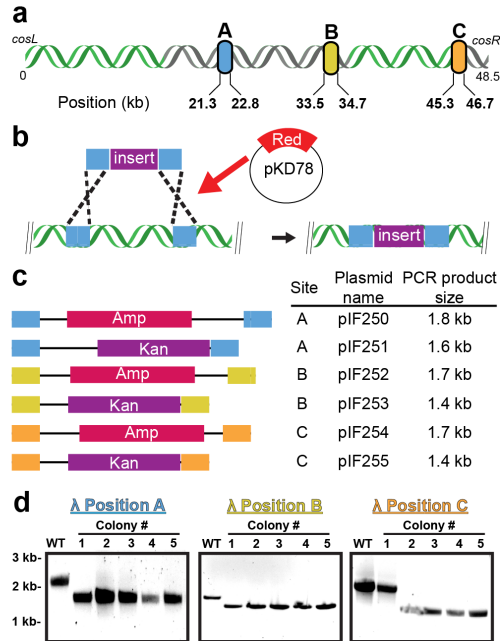 a
A B C
cosL cosR
0 48.5
Position (kb) 21.3 22.8 33.5 34.7 45.3 46.7
b
insert
Red
pKD78
insert
c
Site Plasmid name PCR product size
Amp
A pIF250 1.8 kb
Kan
A pIF251 1.6 kb
Amp
B pIF252 1.7 kb
Kan
B pIF253 1.4 kb
Amp
C pIF254 1.7 kb
Kan
C pIF255 1.4 kb
d
λ Position A λ Position B λ Position C
Colony # Colony # Colony #
WT 1 2 3 4 5 WT 1 2 3 4 5 WT 1 2 3 4 5
3 kb-
2 kb-
1 kb-